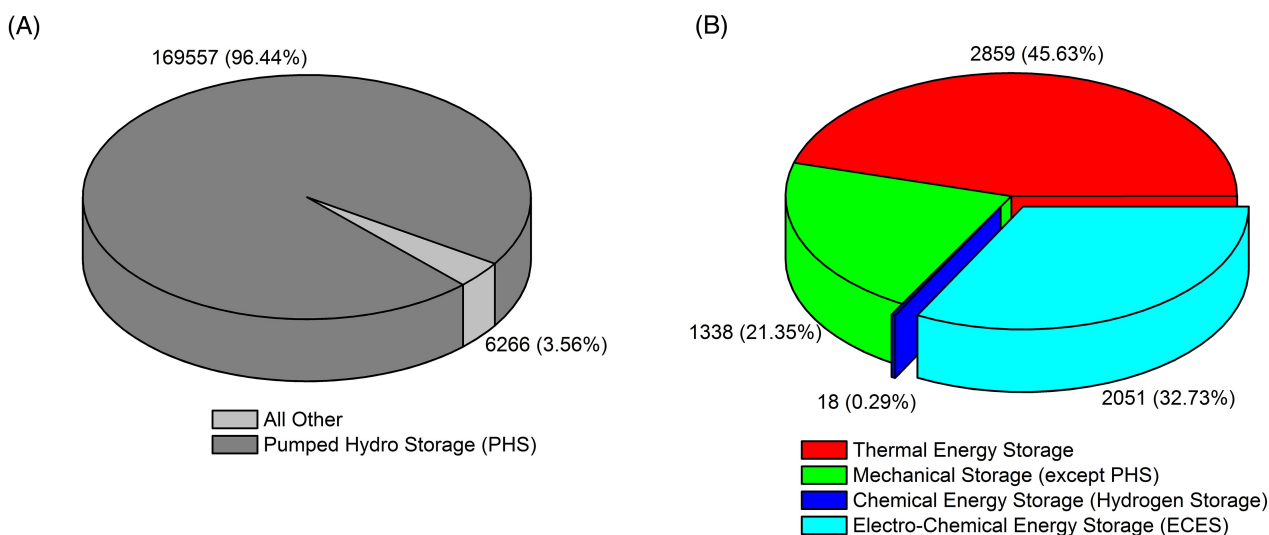 (A)
169557 (96.44%)
6266 (3.56%)
All Other
Pumped Hydro Storage (PHS)
(B)
2859 (45.63%)
1338 (21.35%)
18 (0.29%)
2051 (32.73%)
Thermal Energy Storage
Mechanical Storage (except PHS)
Chemical Energy Storage (Hydrogen Storage)
Electro-Chemical Energy Storage (ECES)